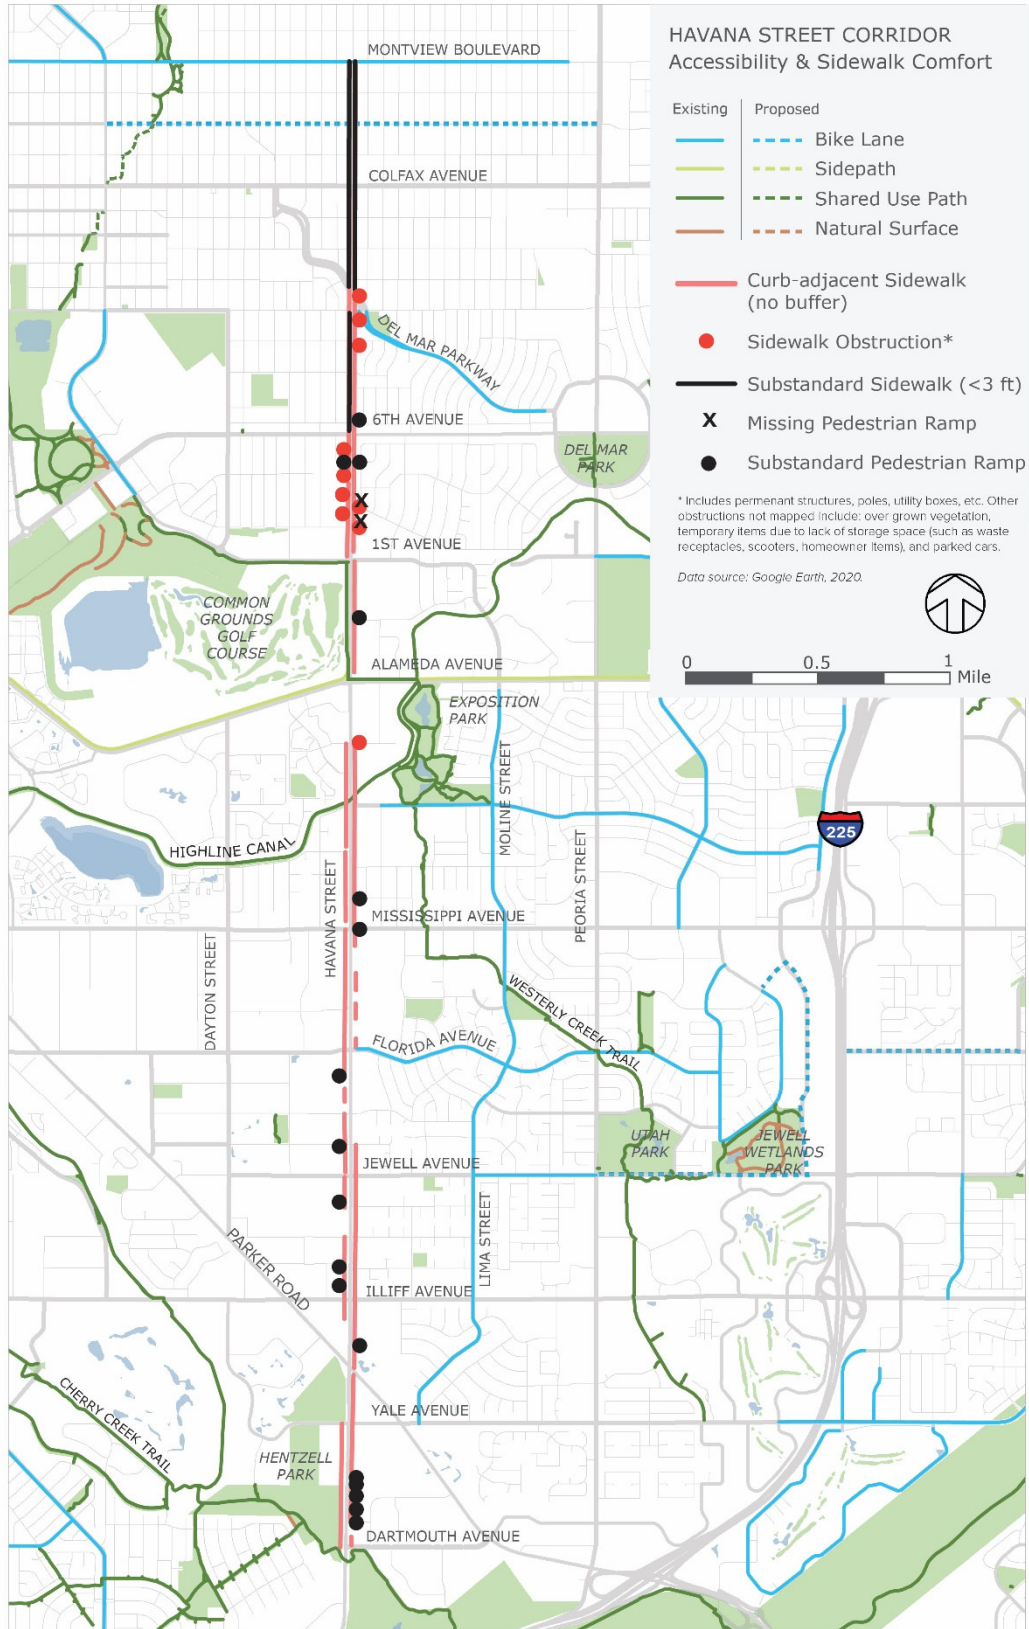 HAVANA STREET CORRIDOR
Accessibility & Sidewalk Comfort
Existing Proposed
Bike Lane
Sidepath
Shared Use Path
Natural Surface
Curb-adjacent Sidewalk
(no buffer)
Sidewalk Obstruction*
Substandard Sidewalk (<3 ft)
X Missing Pedestrian Ramp
Substandard Pedestrian Ramp
* Includes permenant structures, poles, utility boxes, etc. Other
obstructions not mapped include: over grown vegetation,
temporary items due to lack of storage space (such as waste
receptacles, scooters, homeowner items), and parked cars.
Data source: Google Earth, 2020.
0 0.5 1
Mile
MONTVIEW BOULEVARD
COLFAX AVENUE
DEL MAR PARKWAY
6TH AVENUE
DEL MAR
PARK
X
X
1ST AVENUE
COMMON
GROUNDS
GOLF
COURSE
ALAMEDA AVENUE
EXPOSITION
PARK
MOLINE STREET
225
HIGHLINE CANAL
HAVANA STREET
PEORIA STREET
MISSISSIPPI AVENUE
DAYTON STREET
WESTERLY CREEK TRAIL
FLORIDA AVENUE
UTAH
PARK
JEWELL
WETLANDS
PARK
JEWELL AVENUE
LIMA STREET
PARKER ROAD
ILLIFF AVENUE
CHERRY CREEK TRAIL
YALE AVENUE
HENTZELL
PARK
DARTMOUTH AVENUE